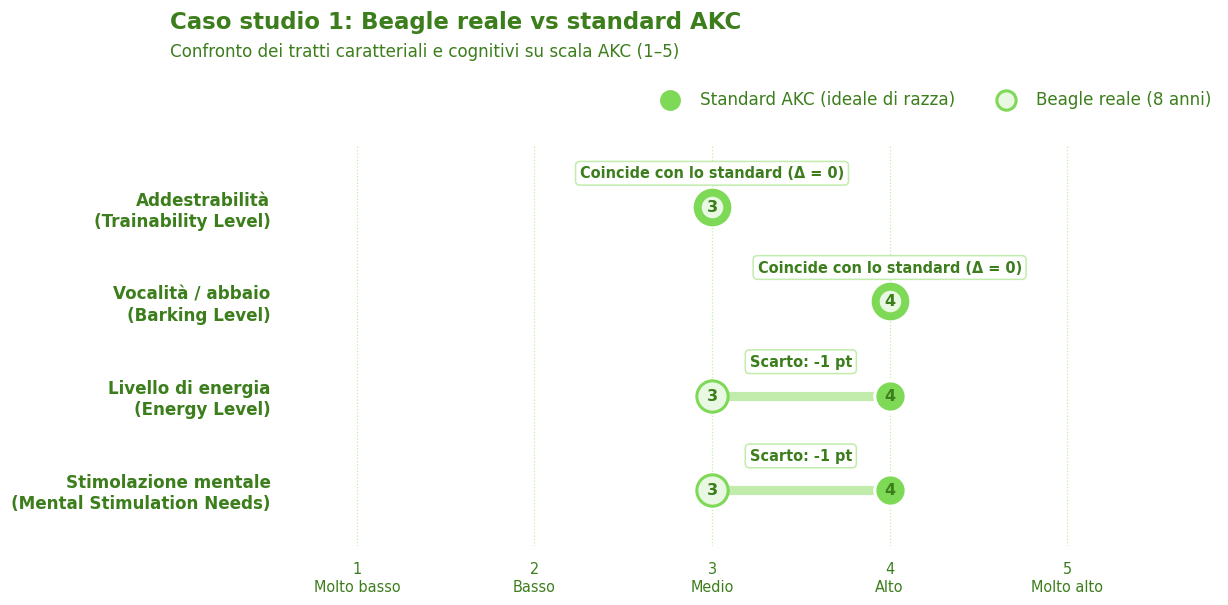 Caso studio 1: Beagle reale vs standard AKC
Confronto dei tratti caratteriali e cognitivi su scala AKC (1–5)
Standard AKC (ideale di razza)
Beagle reale (8 anni)
Coincide con lo standard (Δ = 0)
Addestrabilità
(Trainability Level)
3
Coincide con lo standard (Δ = 0)
Vocalità / abbaio
(Barking Level)
4
Scarto: -1 pt
Livello di energia
(Energy Level)
3
4
Scarto: -1 pt
Stimolazione mentale
(Mental Stimulation Needs)
3
4
1
Molto basso
2
Basso
3
Medio
4
Alto
5
Molto alto